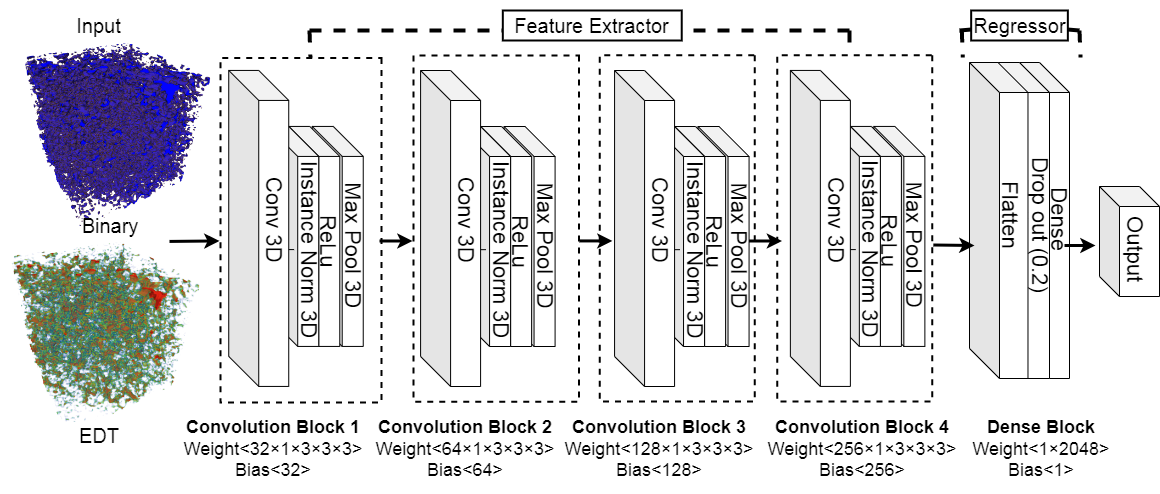 Input
Feature Extractor
Regressor
Binary
EDT
Conv 3D
Instance Norm 3D
ReLu
Max Pool 3D
Conv 3D
Instance Norm 3D
ReLu
Max Pool 3D
Conv 3D
Instance Norm 3D
ReLu
Max Pool 3D
Conv 3D
Instance Norm 3D
ReLu
Max Pool 3D
Flatten
Drop out (0.2)
Dense
Output
Convolution Block 1
Weight<32×1×3×3×3>
Bias<32>
Convolution Block 2
Weight<64×1×3×3×3>
Bias<64>
Convolution Block 3
Weight<128×1×3×3×3>
Bias<128>
Convolution Block 4
Weight<256×1×3×3×3>
Bias<256>
Dense Block
Weight<1×2048>
Bias<1>